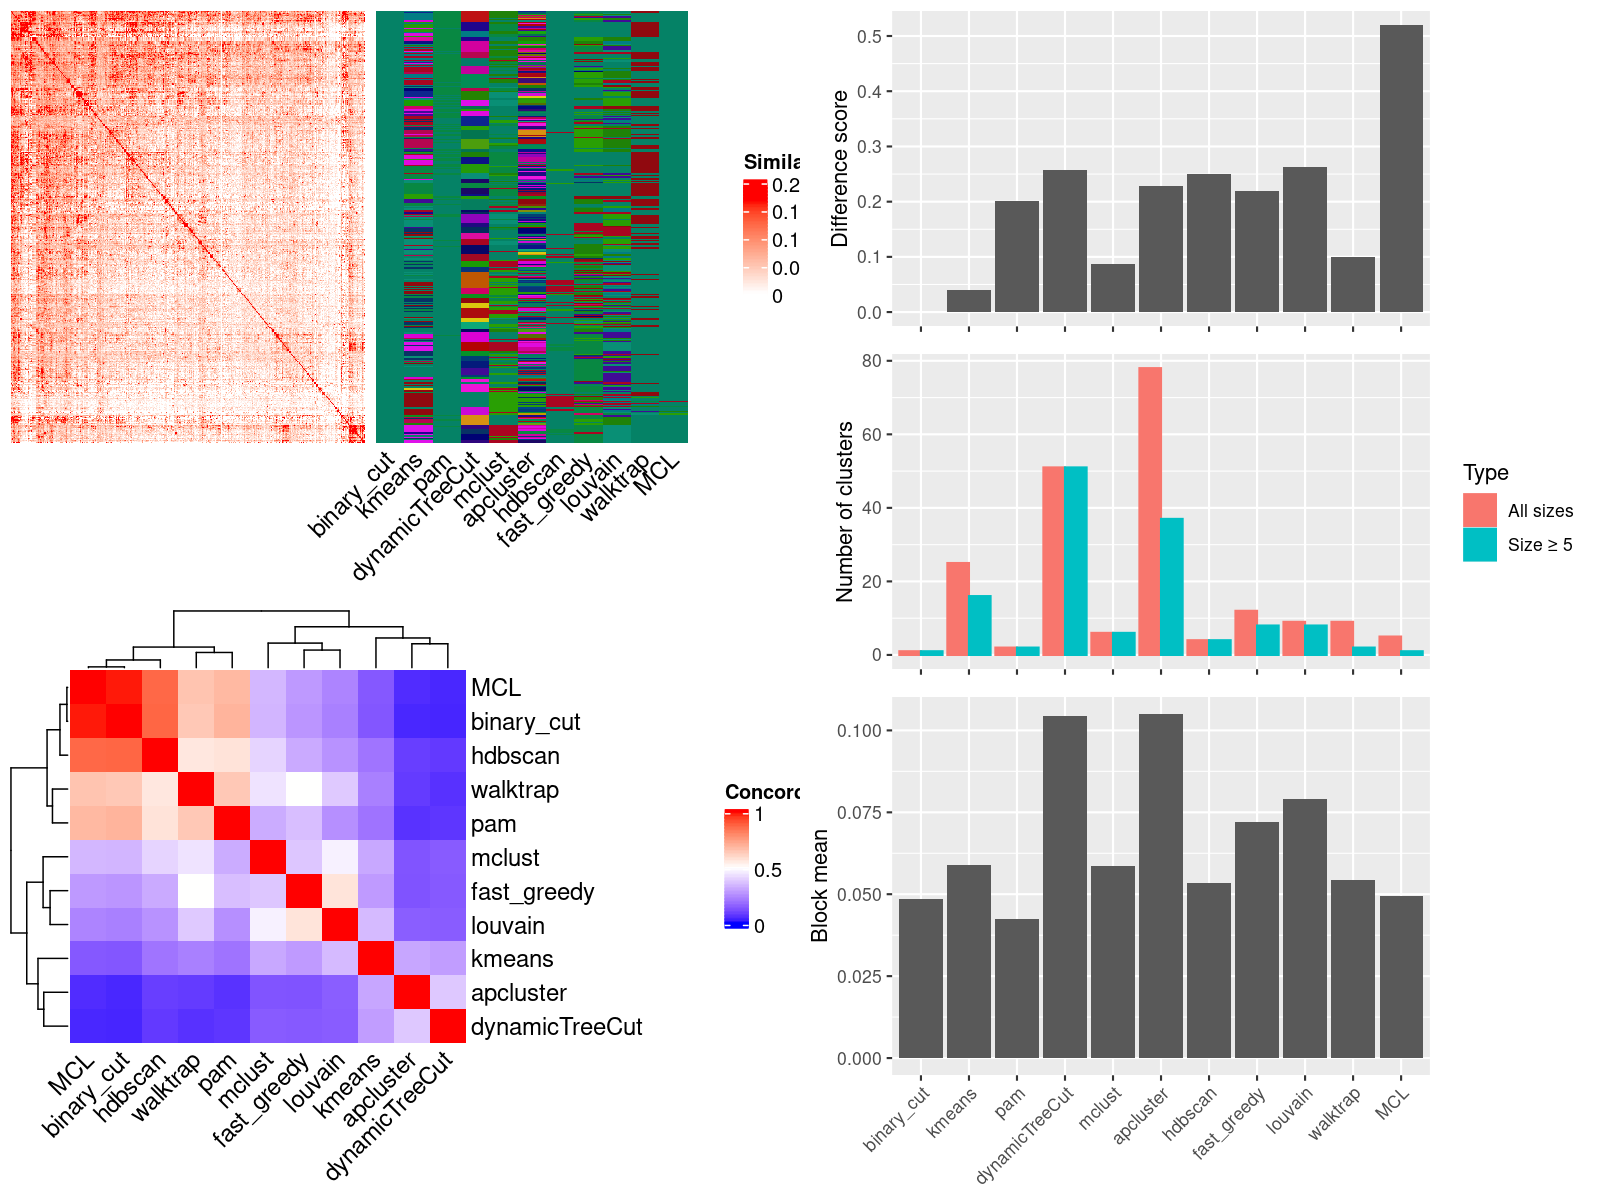 Simila
0.2
0.1
0.1
0.0
0
binary_cut
kmeans
pam
dynamicTreeCut
mclust
apcluster
hdbscan
fast_greedy
louvain
walktrap
MCL
MCL
binary_cut
hdbscan
walktrap
pam
mclust
fast_greedy
louvain
kmeans
apcluster
dynamicTreeCut
Concord
1
0.5
0
MCL
binary_cut
hdbscan
walktrap
pam
mclust
fast_greedy
louvain
kmeans
apcluster
dynamicTreeCut
Difference score
0.5
0.4
0.3
0.2
0.1
0.0
Number of clusters
80
60
40
20
0
Type
All sizes
Size ≥ 5
Block mean
0.100
0.075
0.050
0.025
0.000
binary_cut
kmeans
pam
dynamicTreeCut
mclust
apcluster
hdbscan
fast_greedy
louvain
walktrap
MCL